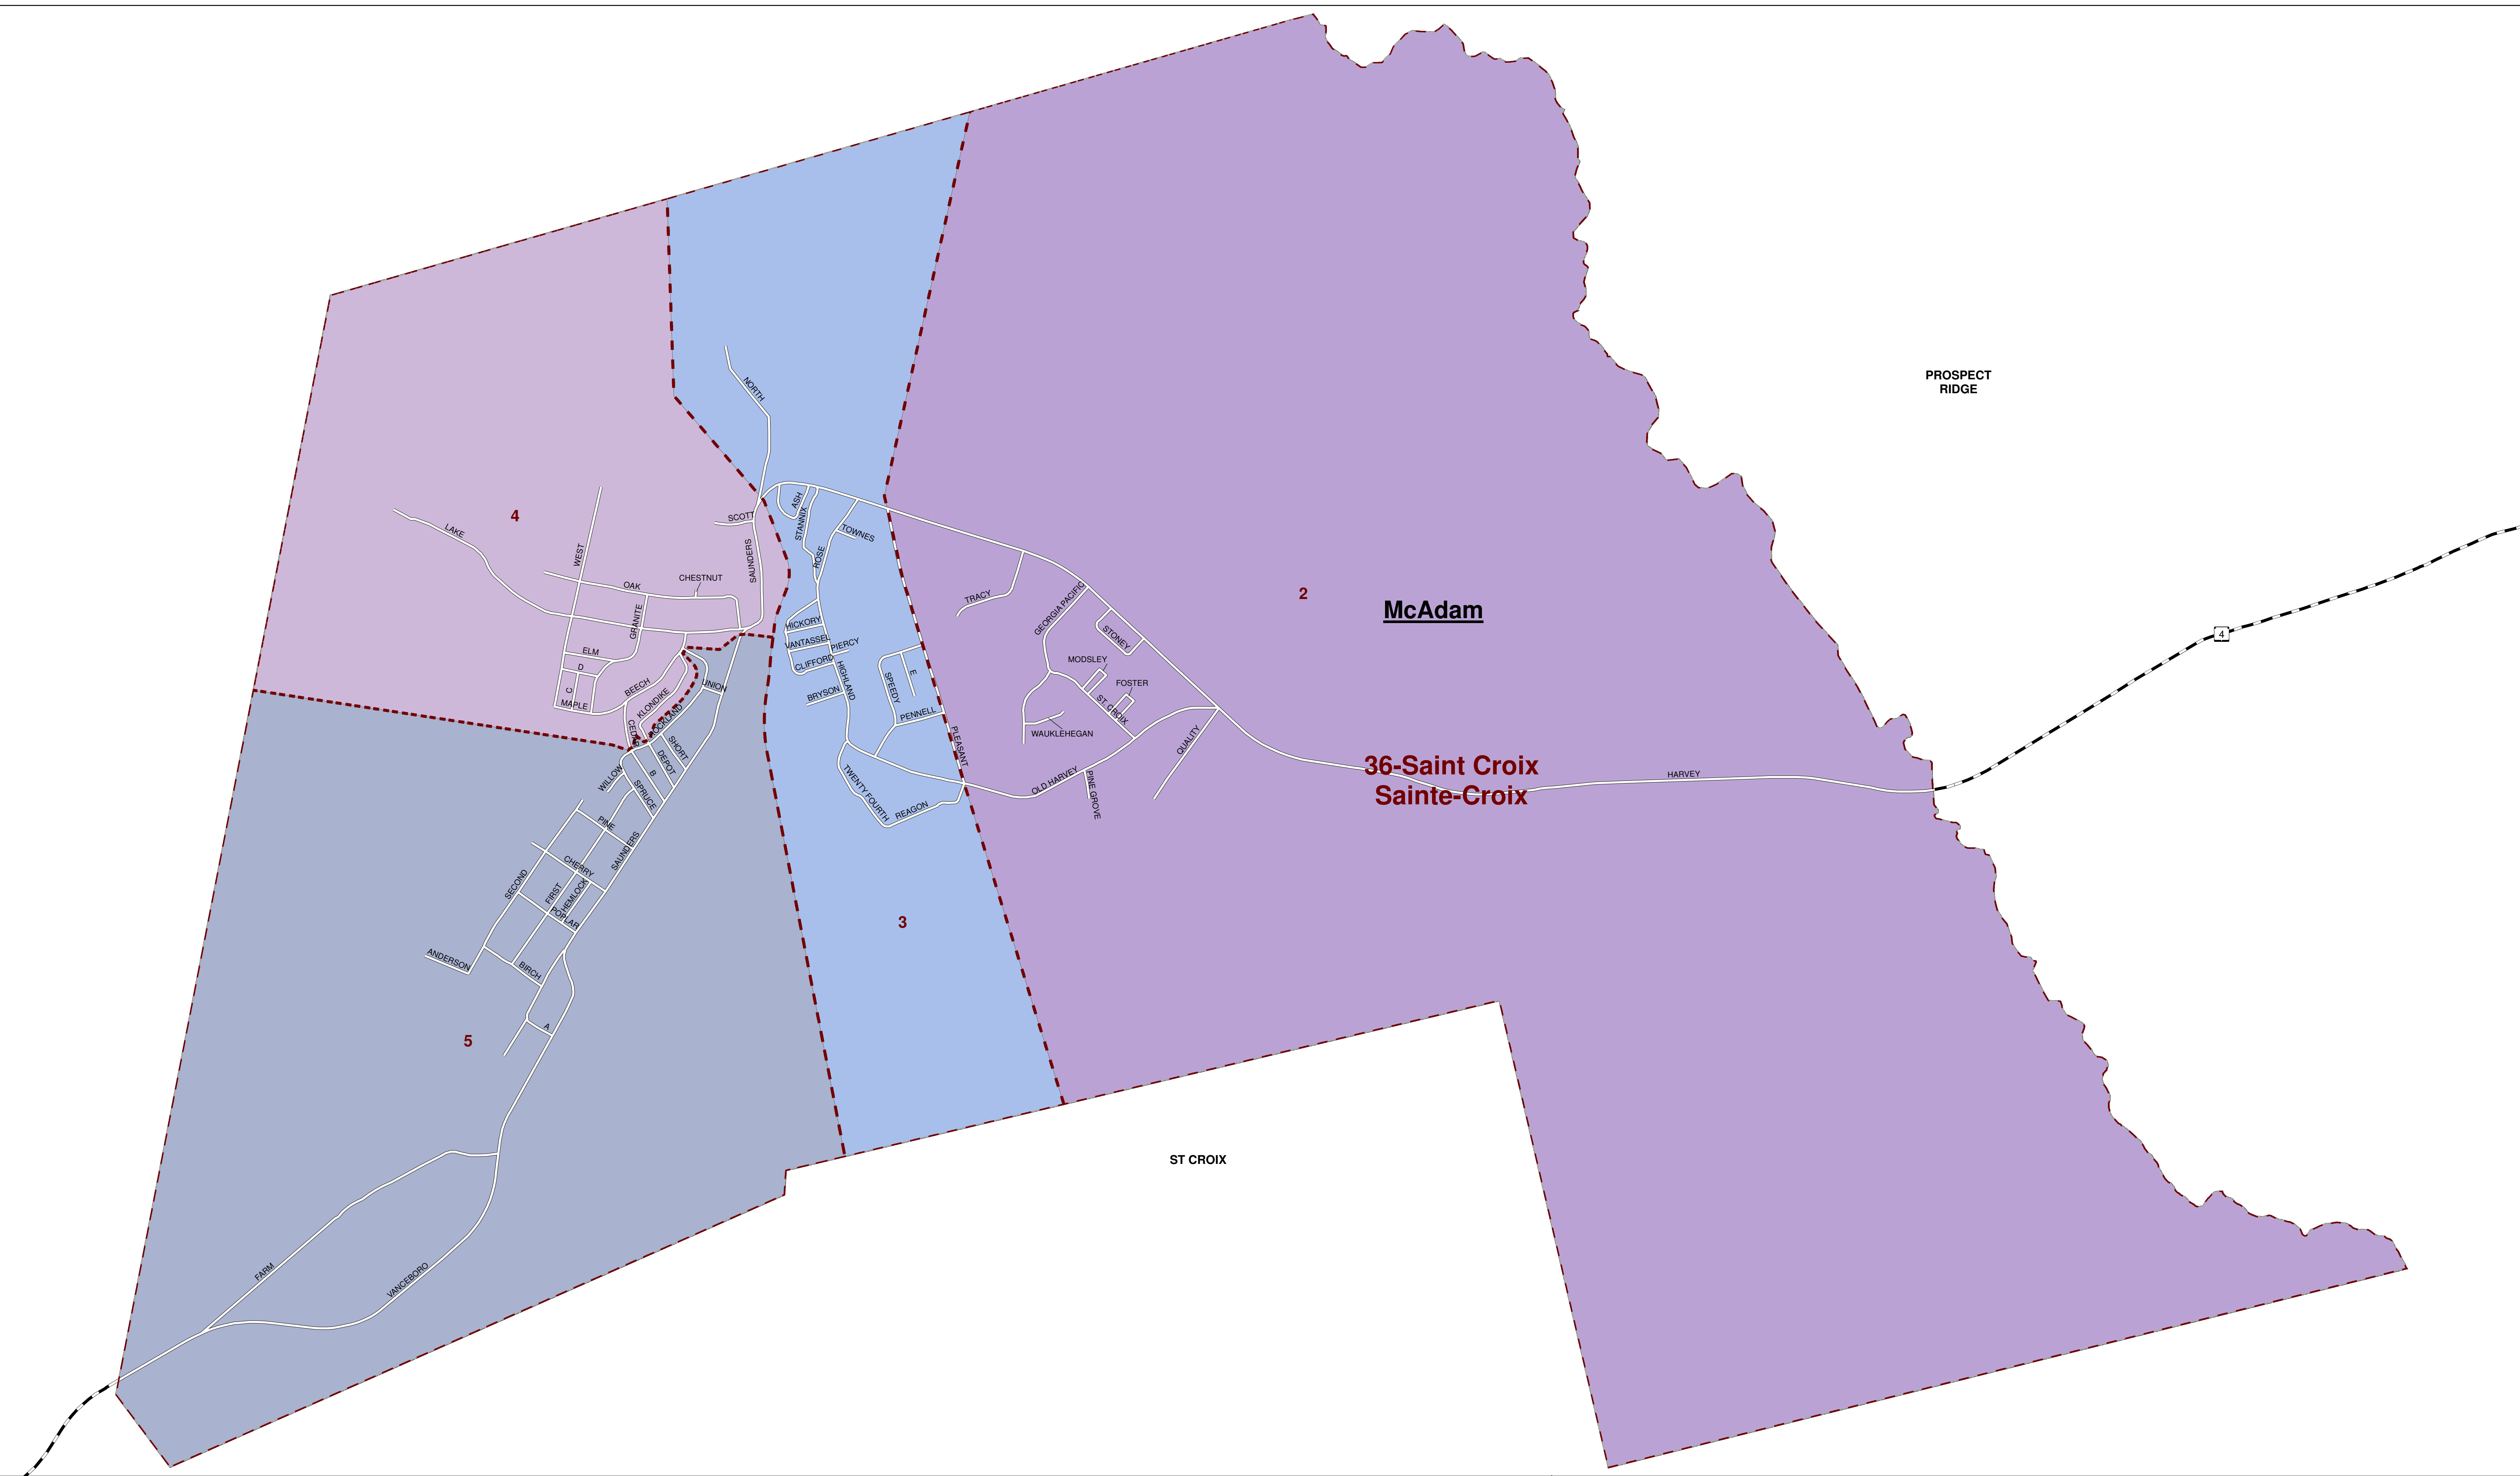 PROSPECT
RIDGE
NORTH
ASH
SCOTT
STANNIX
TOWNES
4
LAKE
WEST
SAUNDERS
ROSE
OAK
CHESTNUT
TRACY
GEORGIA PACIFIC
2
McAdam
4
GRANITE
HICKORY
STONEY
VANTASSEL
PIERCY
ELM
CLIFFORD
MODSLEY
D
HIGHLAND
E
BEECH
UNION
SPEEDY
FOSTER
C
BRYSON
MAPLE
KLONDIKE
ST CROIX
PENNELL
CEDAR
ROCKLAND
WAUKLEHEGAN
SHORT
PLEASANT
QUALITY
DEPOT
36-Saint Croix
Sainte-Croix
HARVEY
WILLOW
B
TWENTY FOURTH
OLD HARVEY
PINE GROVE
SPRUCE
REAGON
PINE
SAUNDERS
CHERRY
SECOND
FIRST
HEMLOCK
POPLAR
3
ANDERSON
BIRCH
A
5
ST CROIX
FARM
VANCEBORO